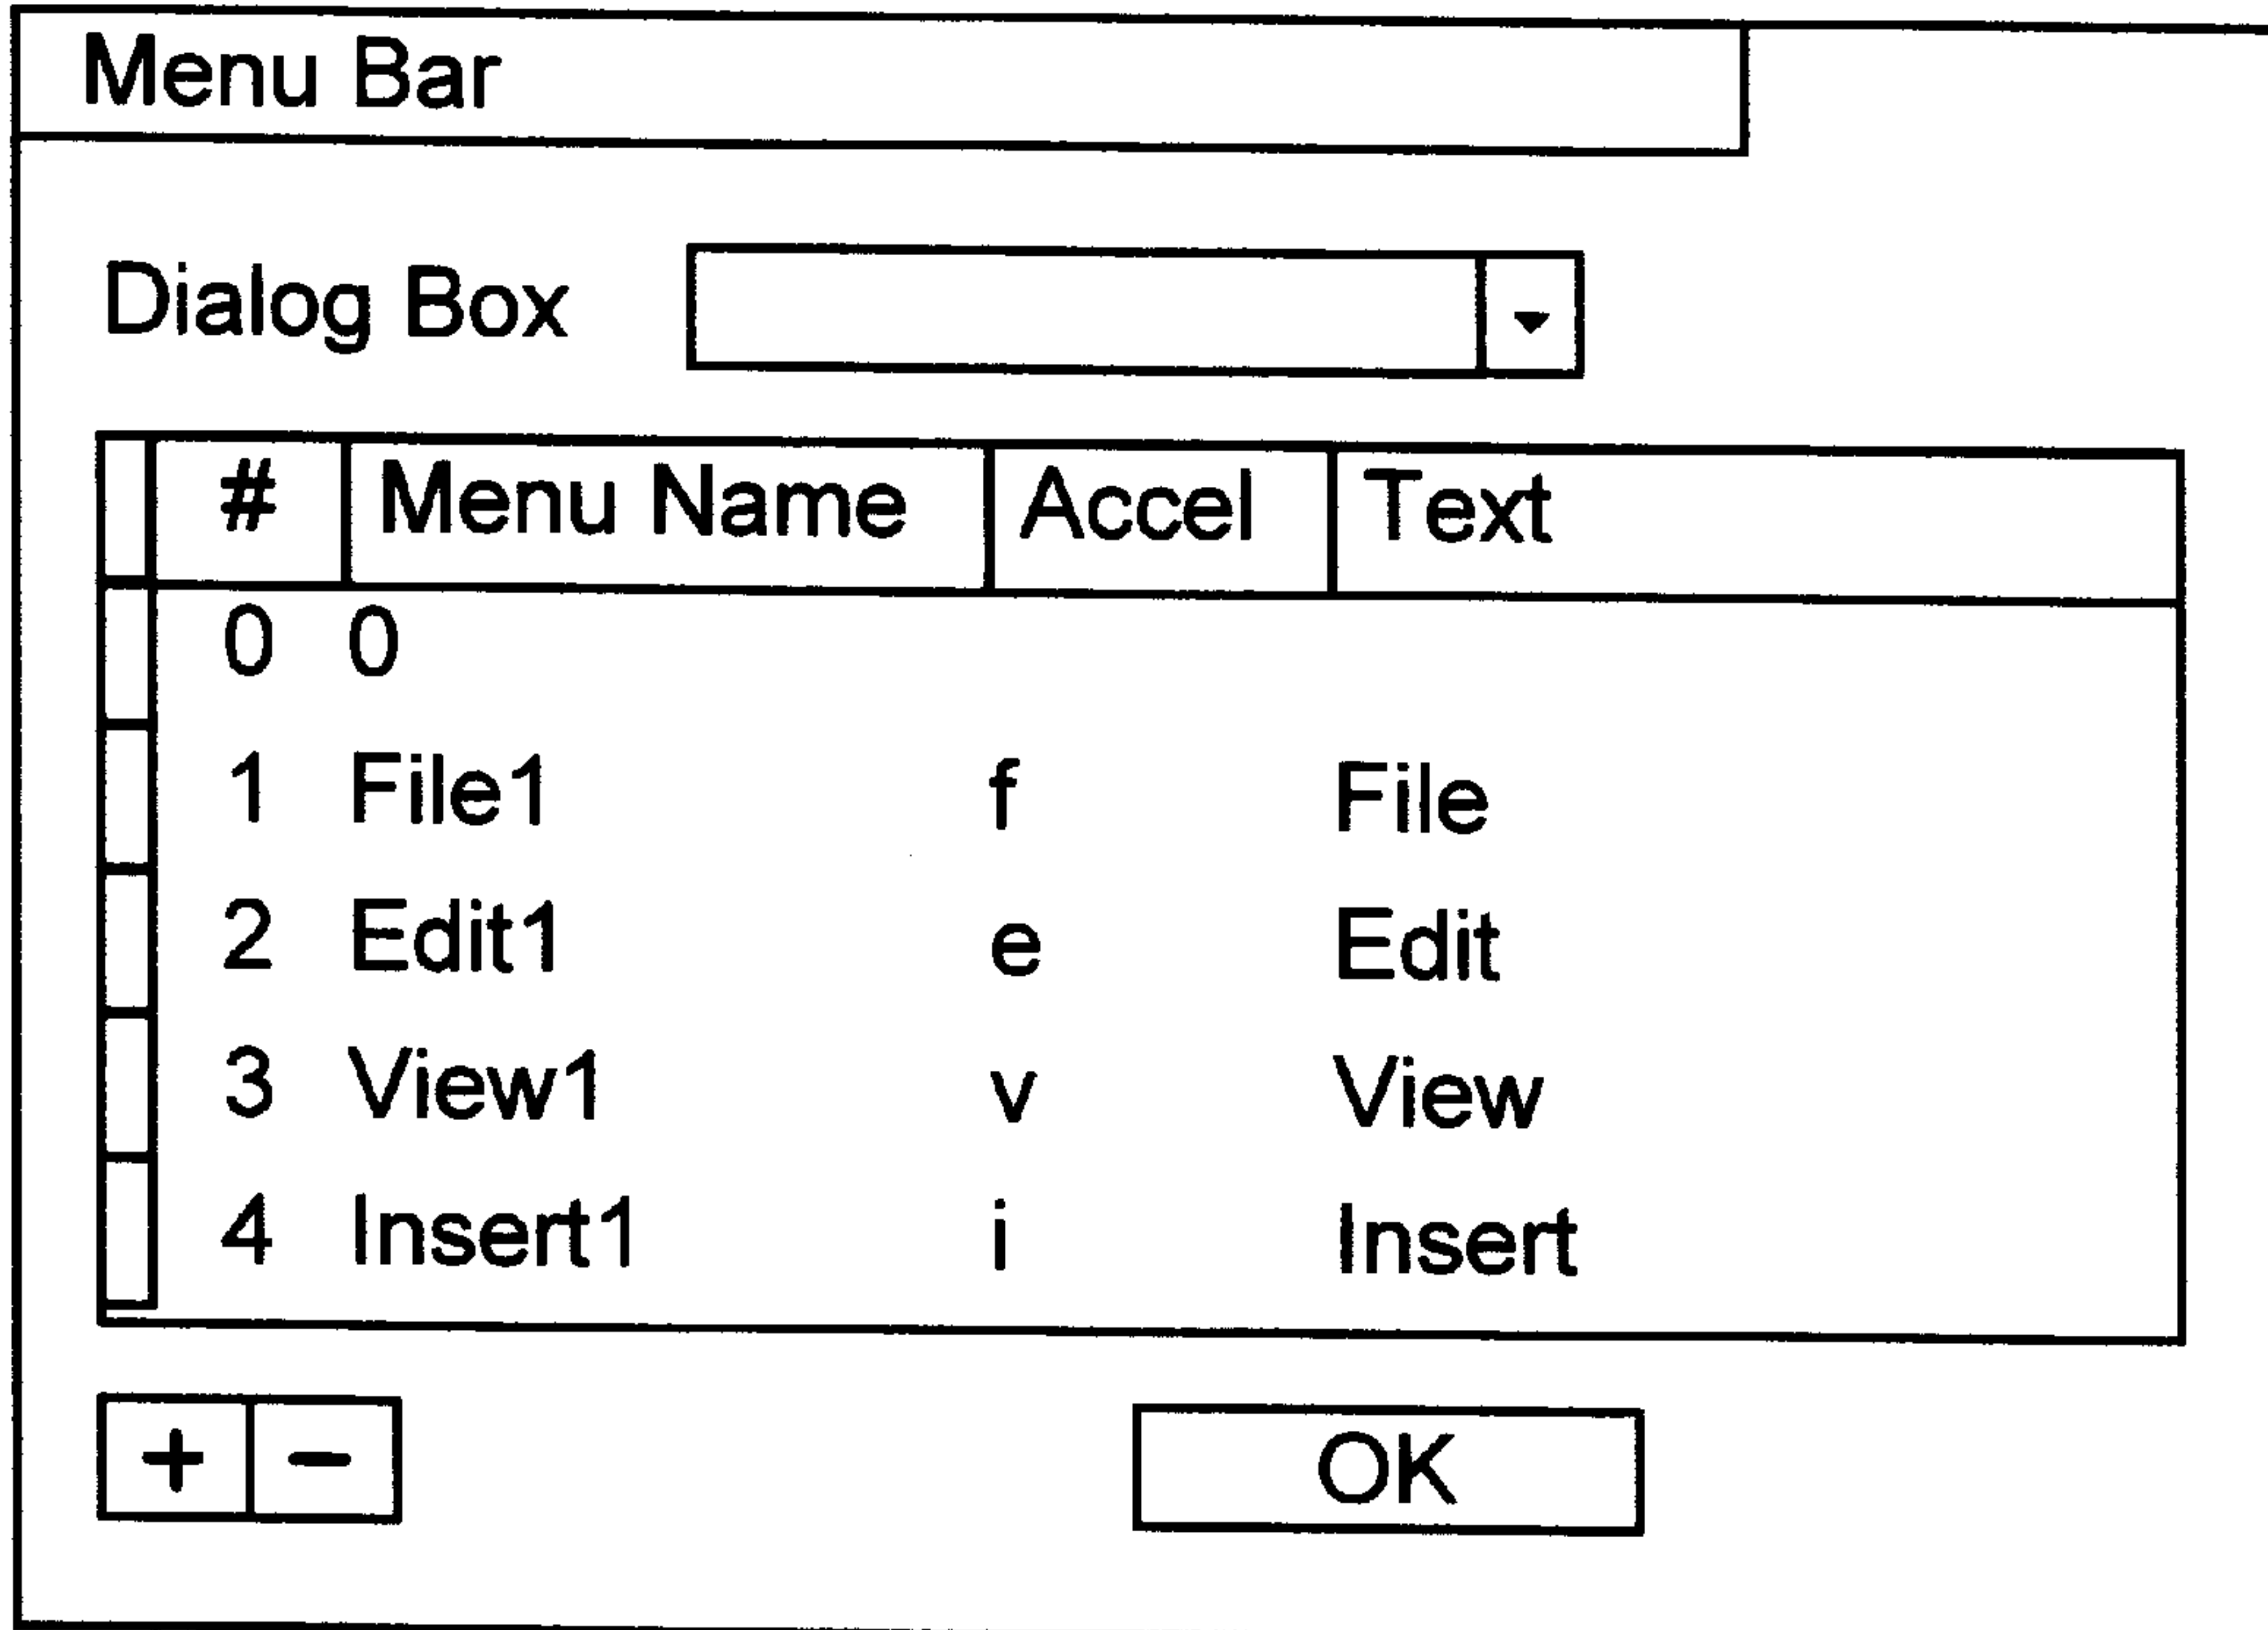 Menu Bar
Dialog Box
# Menu Name Accel Text
0 0
1 File1 f File
2 Edit1 e Edit
3 View1 v View
4 Insert1 i Insert
+ − OK